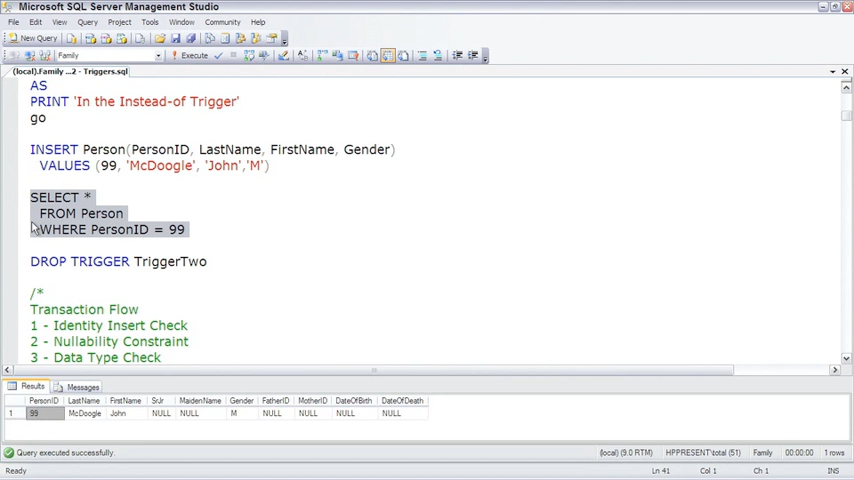 Microsoft SQL Server Management Studio
File Edit View Query Project Tools Window Community Help
New Query
Family Execute
(local).Family ...2 - Triggers.sql
AS
PRINT 'In the Instead-of Trigger'
go
INSERT Person(PersonID, LastName, FirstName, Gender)
VALUES (99, 'McDoogle', 'John','M')
SELECT *
FROM Person
WHERE PersonID = 99
DROP TRIGGER TriggerTwo
/*
Transaction Flow
1 - Identity Insert Check
2 - Nullability Constraint
3 - Data Type Check
Results Messages
PersonID LastName FirstName SrJr MaidenName Gender FatherID MotherID DateOfBirth DateOfDeath
1 99 McDoogle John NULL NULL M NULL NULL NULL NULL
Query executed successfully. (local) (9.0 RTM) HPPRESENT\total (51) Family 00:00:00 1 rows
Ready Ln 41 Col 1 Ch 1 INS